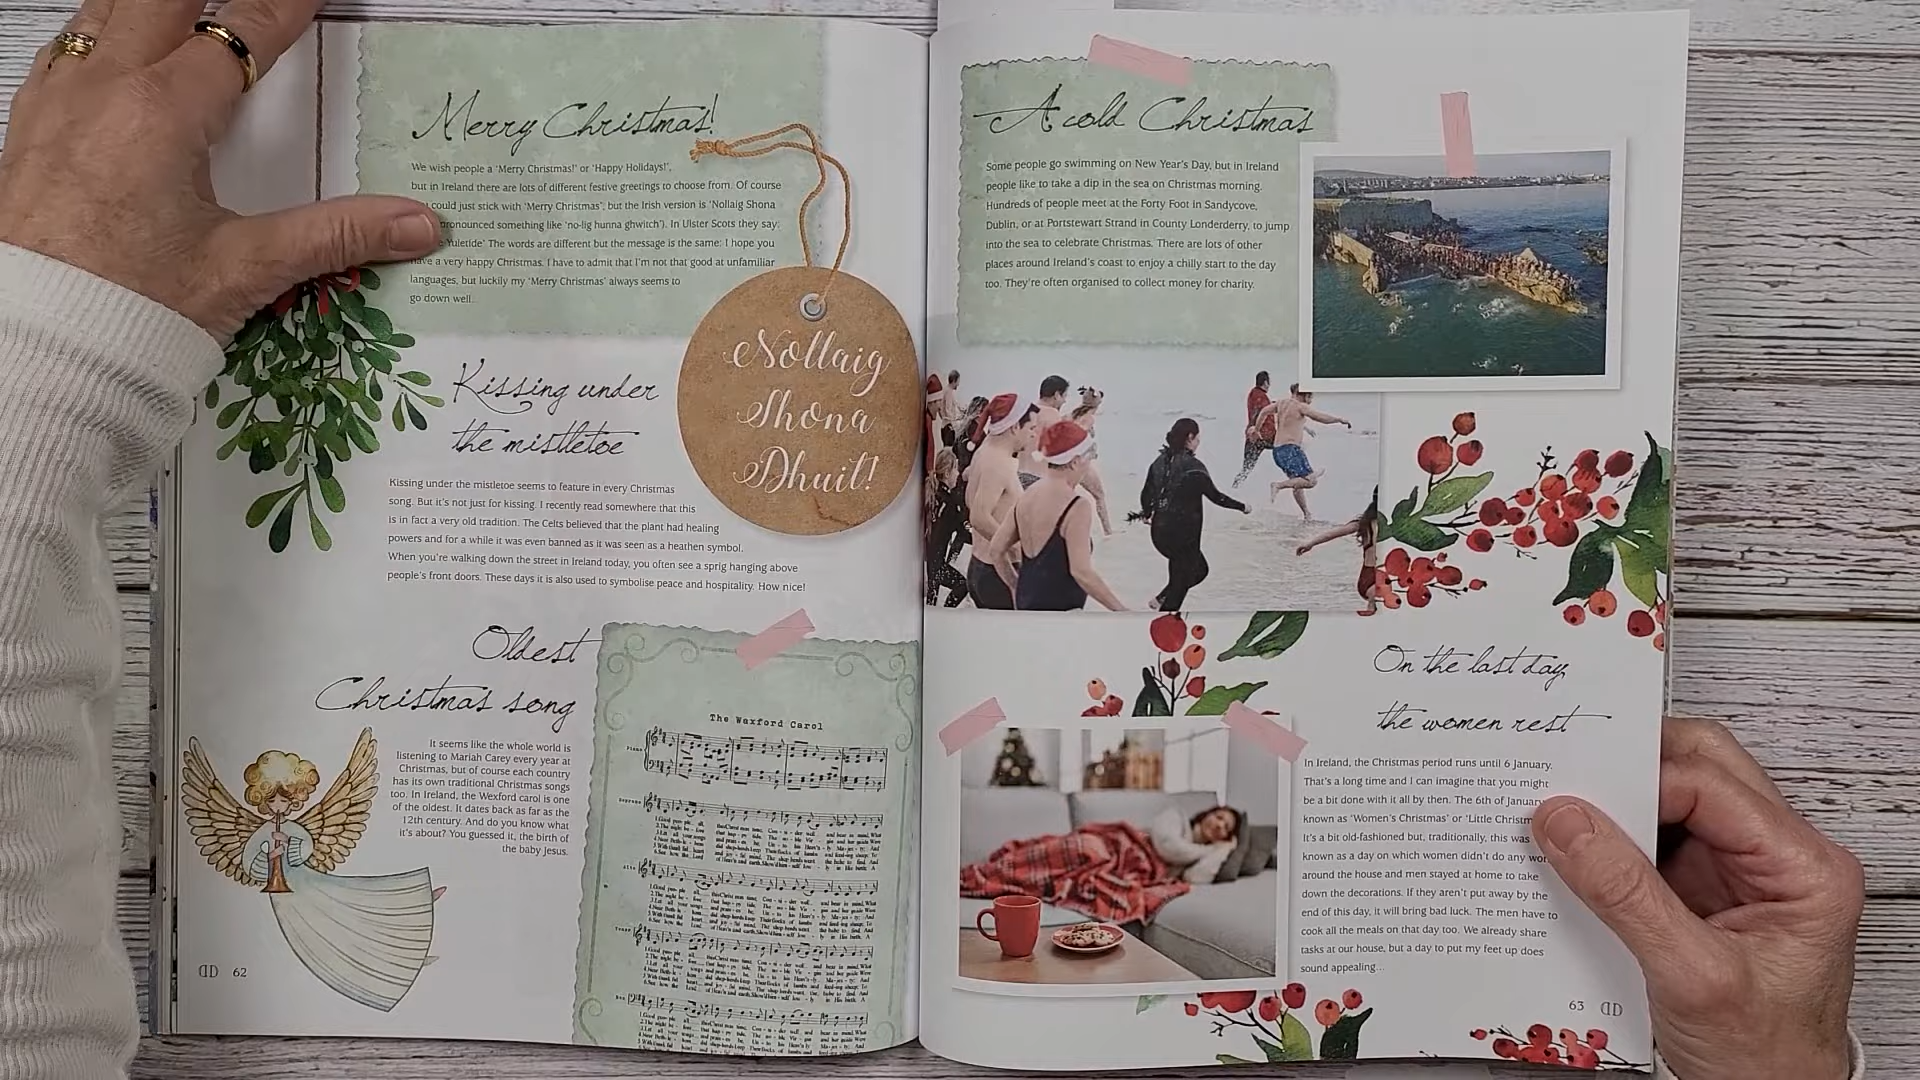 Merry Christmas!
We wish people a 'Merry Christmas!' or 'Happy Holidays!',
but in Ireland there are lots of different festive greetings to choose from. Of course
could just stick with 'Merry Christmas', but the Irish version is 'Nollaig Shona
pronounced something like 'no-lig hunna ghwitch'). In Ulster Scots they say:
Yuletide' The words are different but the message is the same: I hope you
have a very happy Christmas. I have to admit that I'm not that good at unfamiliar
languages, but luckily my 'Merry Christmas' always seems to
go down well.
Nollaig
Shona
Dhuit!
Kissing under
the mistletoe
Kissing under the mistletoe seems to feature in every Christmas
song. But it's not just for kissing. I recently read somewhere that this
is in fact a very old tradition. The Celts believed that the plant had healing
powers and for a while it was even banned as it was seen as a heathen symbol.
When you're walking down the street in Ireland today, you often see a sprig hanging above
people's front doors. These days it is also used to symbolise peace and hospitality. How nice!
Oldest
Christmas song
It seems like the whole world is
listening to Mariah Carey every year at
Christmas, but of course each country
has its own traditional Christmas songs
too. In Ireland, the Wexford carol is one
of the oldest. It dates back as far as the
12th century. And do you know what
it's about? You guessed it, the birth of
the baby Jesus.
The Wexford Carol
Piano
Soprano
Alto
Tenor
62
A cold Christmas
Some people go swimming on New Year's Day, but in Ireland
people like to take a dip in the sea on Christmas morning.
Hundreds of people meet at the Forty Foot in Sandycove,
Dublin, or at Portstewart Strand in County Londerderry, to jump
into the sea to celebrate Christmas. There are lots of other
places around Ireland's coast to enjoy a chilly start to the day
too. They're often organised to collect money for charity.
On the last day,
the women rest
In Ireland, the Christmas period runs until 6 January.
That's a long time and I can imagine that you might
be a bit done with it all by then. The 6th of January
known as 'Women's Christmas' or 'Little
It's a bit old-fashioned but, traditionally, this was
known as a day on which women didn't do any
around the house and men stayed at home to take
down the decorations. If they aren't put away by the
end of this day, it will bring bad luck. The men have to
cook all the meals on that day too. We already share
tasks at our house, but a day to put my feet up does
sound appealing...
63